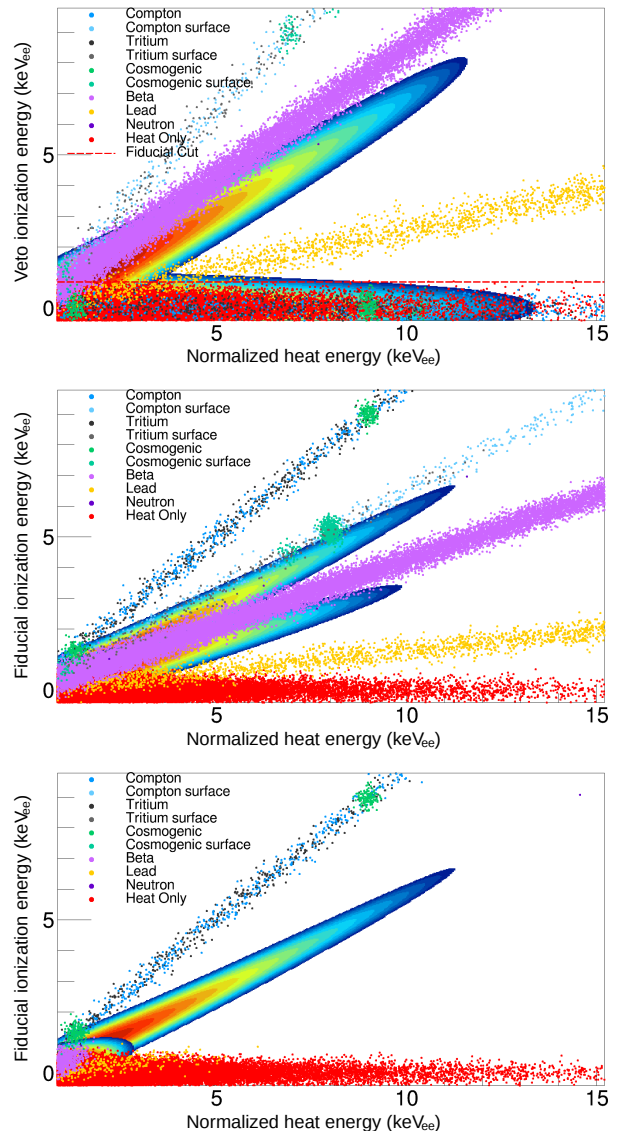 Compton
Compton surface
Tritium
Tritium surface
Cosmogenic
Cosmogenic surface
Beta
Lead
Neutron
Heat Only
Fiducial Cut
Veto ionization energy (keVee)
5
0
5
10
15
Normalized heat energy (keVee)
Compton
Compton surface
Tritium
Tritium surface
Cosmogenic
Cosmogenic surface
Beta
Lead
Neutron
Heat Only
Fiducial ionization energy (keVee)
5
0
5
10
15
Normalized heat energy (keVee)
Compton
Compton surface
Tritium
Tritium surface
Cosmogenic
Cosmogenic surface
Beta
Lead
Neutron
Heat Only
Fiducial ionization energy (keVee)
5
0
5
10
15
Normalized heat energy (keVee)